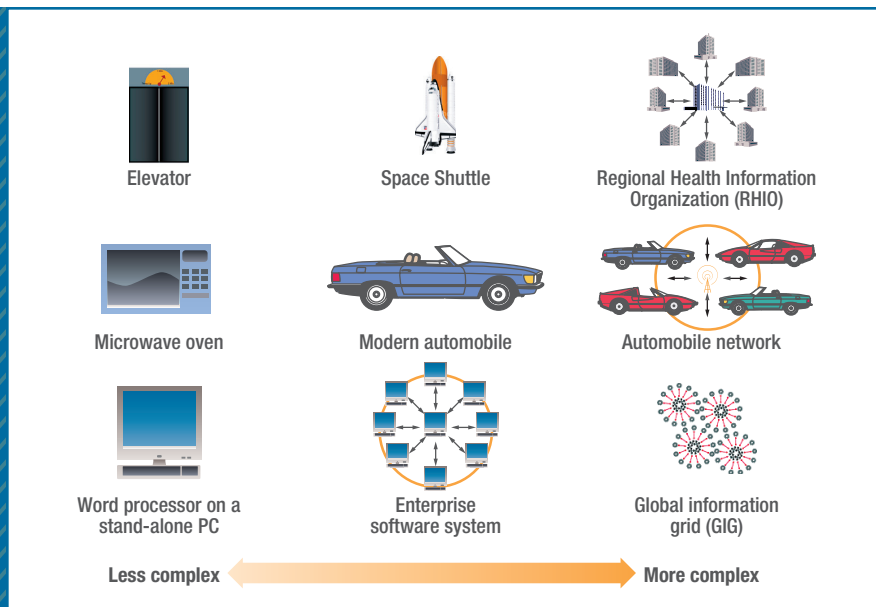 Elevator
Space Shuttle
Regional Health Information
Organization (RHIO)
Microwave oven
Modern automobile
Automobile network
Word processor on a
stand-alone PC
Enterprise
software system
Global information
grid (GIG)
Less complex
More complex